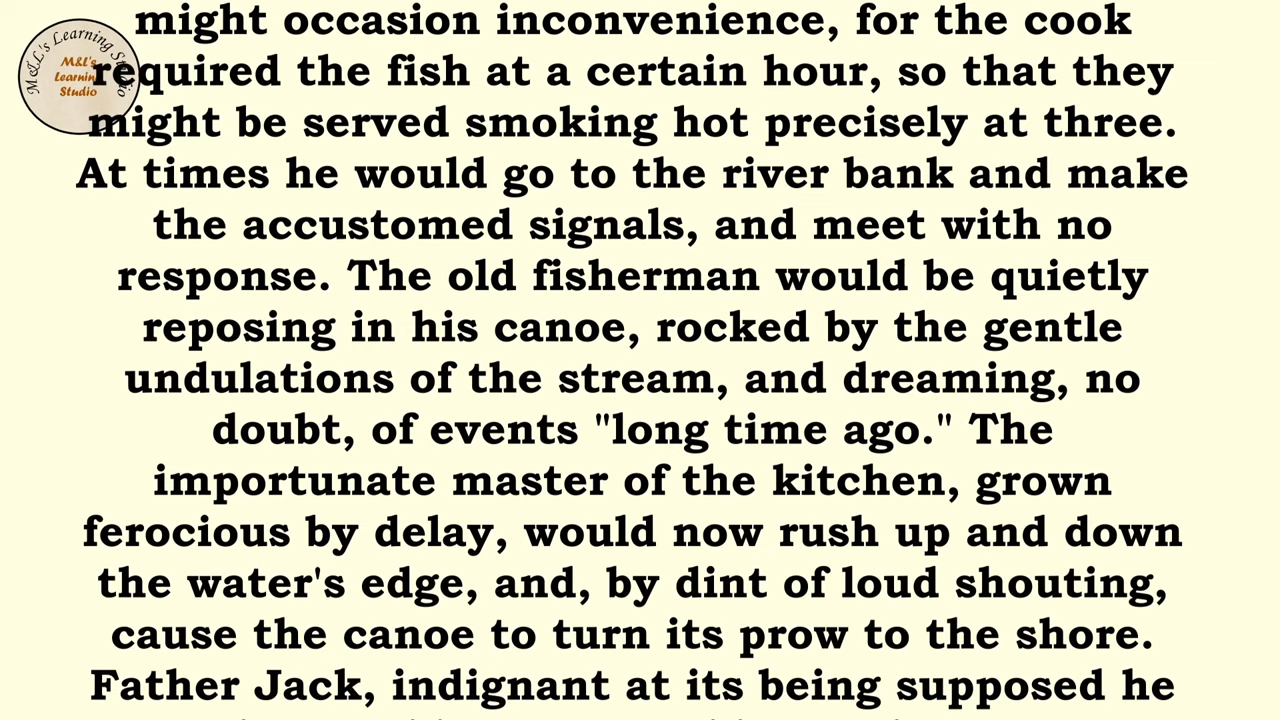 might occasion inconvenience, for the cook
required the fish at a certain hour, so that they
might be served smoking hot precisely at three.
At times he would go to the river bank and make
the accustomed signals, and meet with no
response. The old fisherman would be quietly
reposing in his canoe, rocked by the gentle
undulations of the stream, and dreaming, no
doubt, of events "long time ago." The
importunate master of the kitchen, grown
ferocious by delay, would now rush up and down
the water's edge, and, by dint of loud shouting,
cause the canoe to turn its prow to the shore.
Father Jack, indignant at its being supposed he
M&L's Learning Studio
M&L's
Learning
Studio